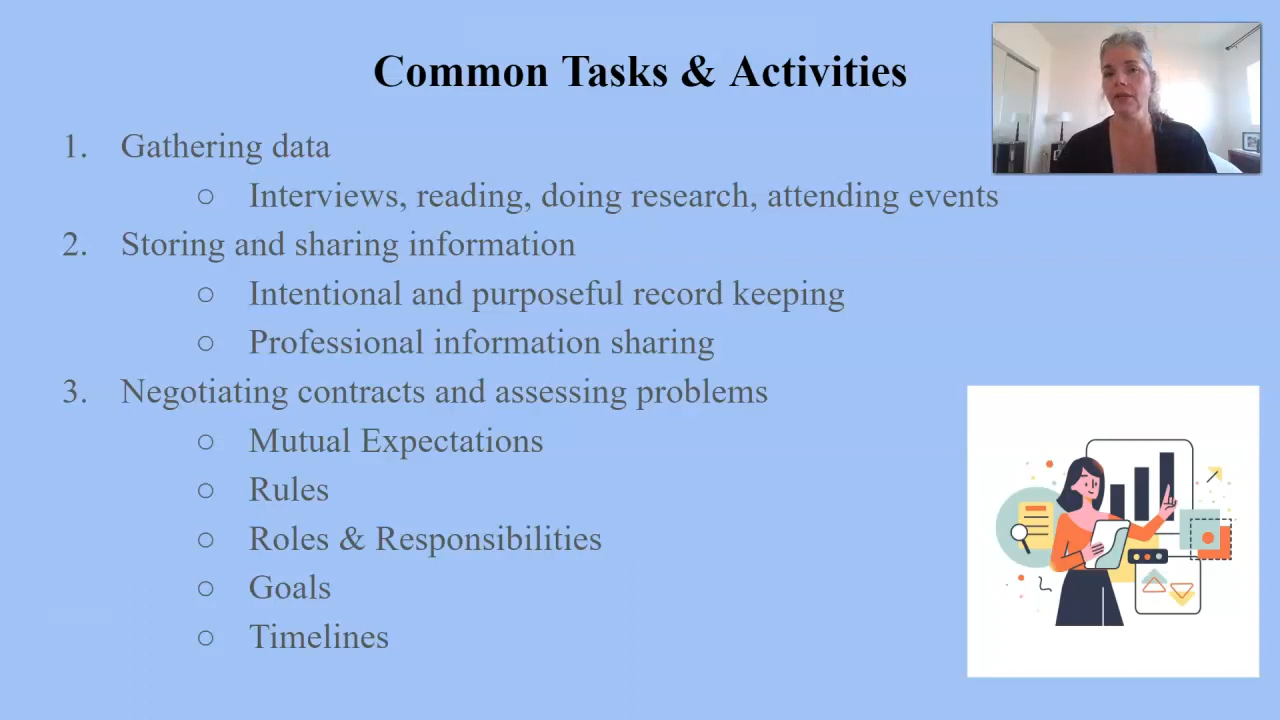 Common Tasks & Activities
1. Gathering data
○ Interviews, reading, doing research, attending events
2. Storing and sharing information
○ Intentional and purposeful record keeping
○ Professional information sharing
3. Negotiating contracts and assessing problems
○ Mutual Expectations
○ Rules
○ Roles & Responsibilities
○ Goals
○ Timelines